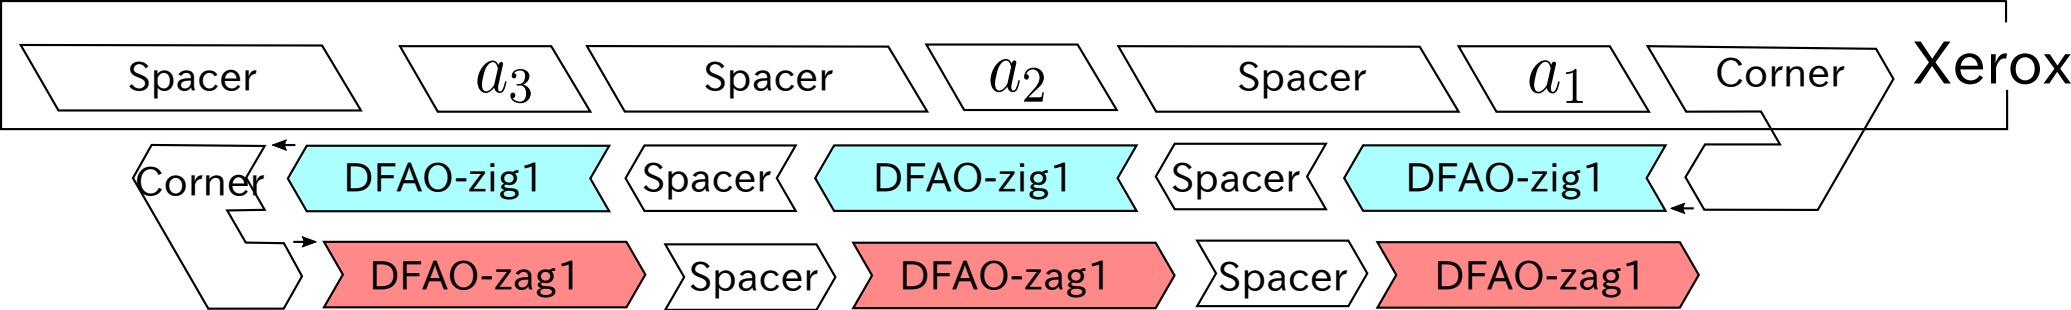 Spacer a3 Spacer a2 Spacer a1 Corner Xerox
Corner DFAO-zig1 Spacer DFAO-zig1 Spacer DFAO-zig1
DFAO-zag1 Spacer DFAO-zag1 Spacer DFAO-zag1